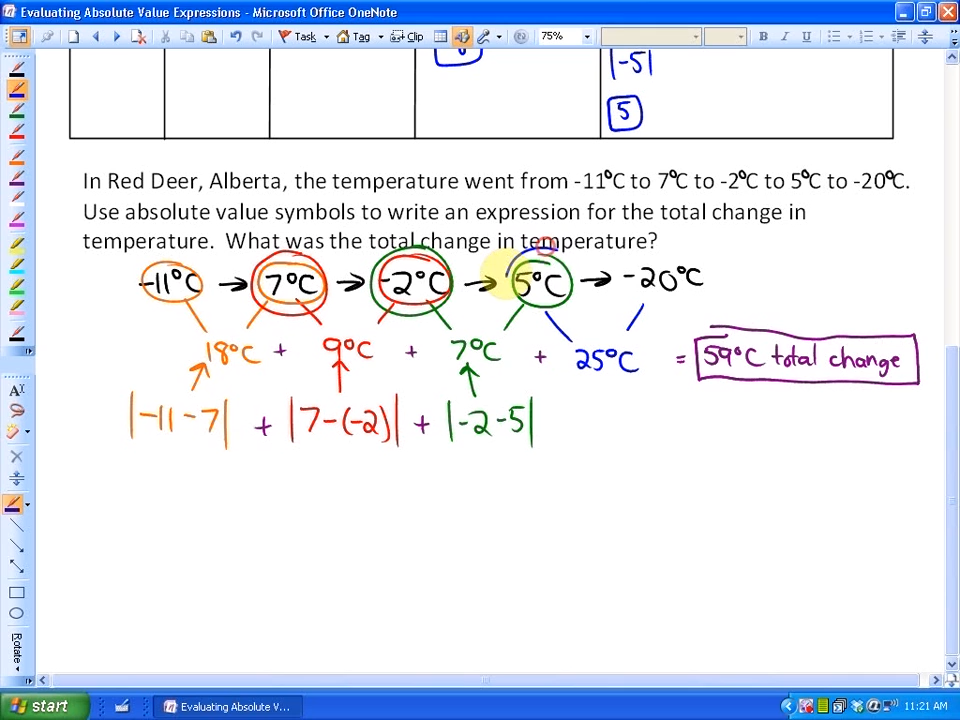 Evaluating Absolute Value Expressions - Microsoft Office OneNote
Task Tag Clip 75% B I U
|-5|
5
In Red Deer, Alberta, the temperature went from -11°C to 7°C to -2°C to 5°C to -20°C.
Use absolute value symbols to write an expression for the total change in
temperature. What was the total change in temperature?
-11°C → 7°C → -2°C → 5°C → -20°C
18°C + 9°C + 7°C + 25°C = 59°C total change
|-11-7| + |7-(-2)| + |-2-5|
Rotate
start
Evaluating Absolute V...
11:21 AM